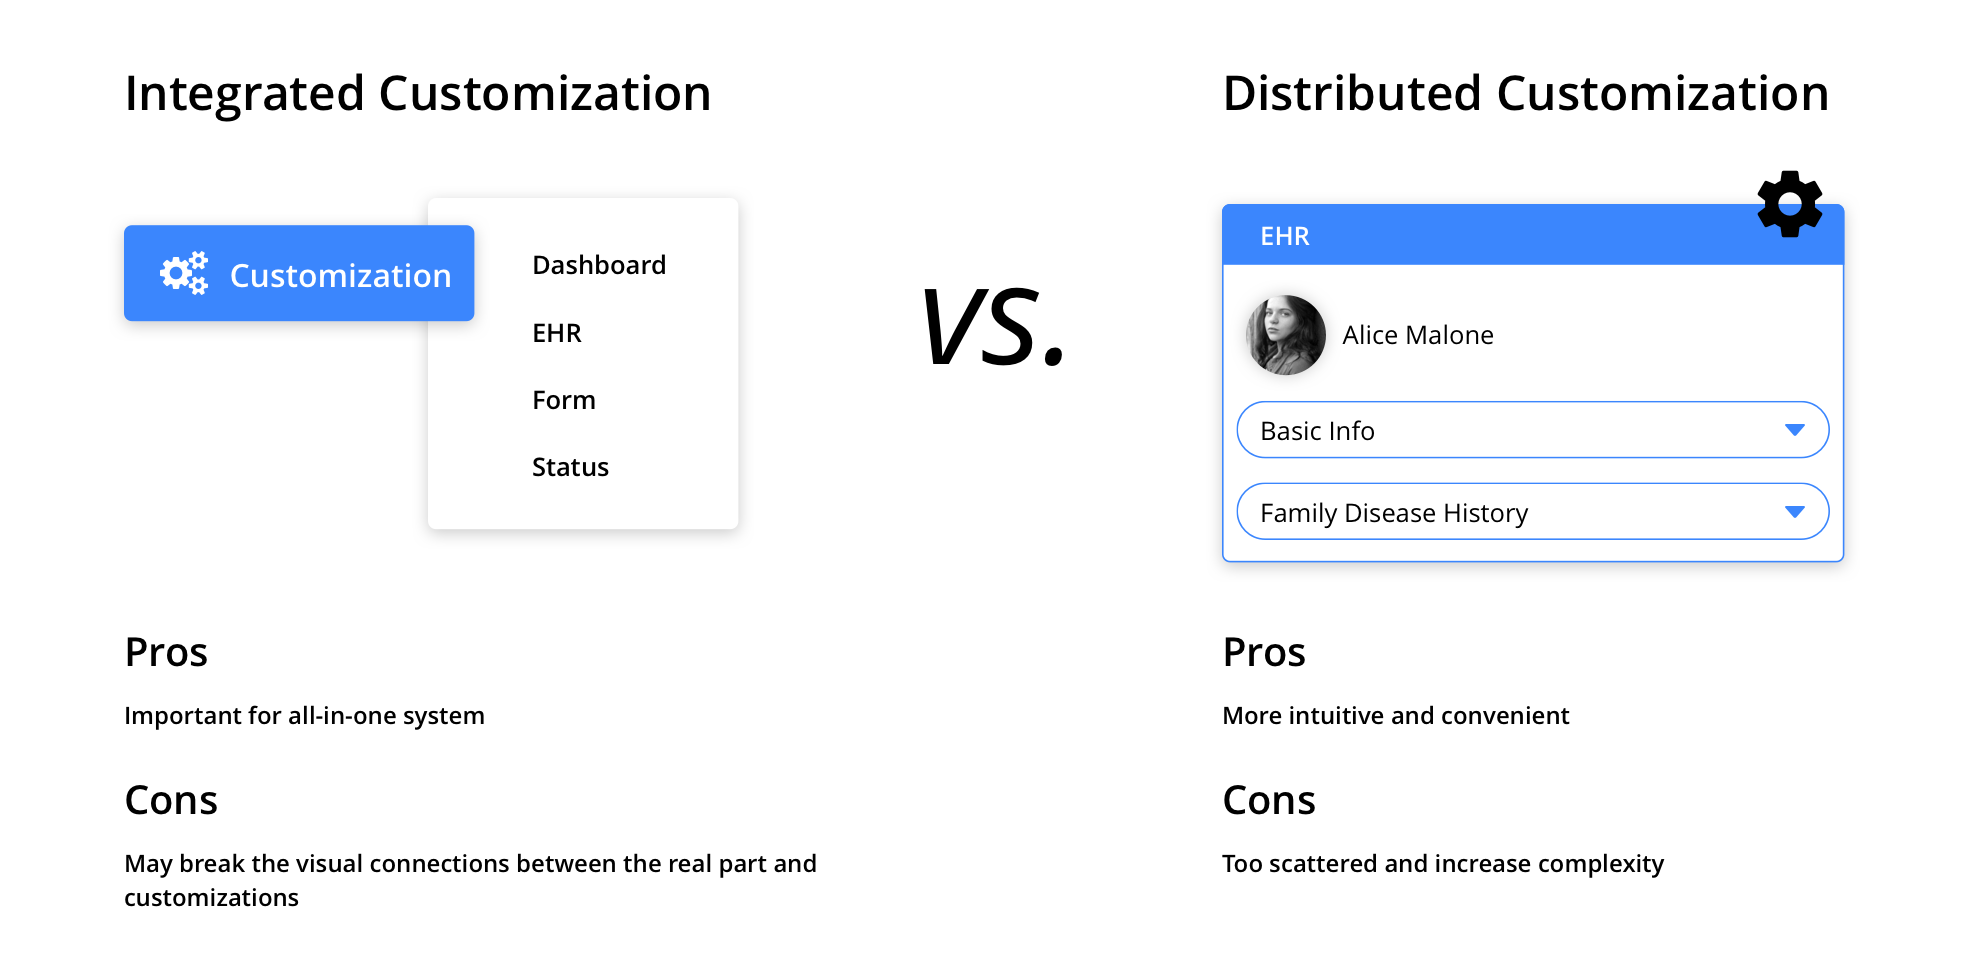 Integrated Customization
Customization
Dashboard
EHR
Form
Status
Pros
Important for all-in-one system
Cons
May break the visual connections between the real part and
customizations
VS.
Distributed Customization
EHR
Alice Malone
Basic Info
Family Disease History
Pros
More intuitive and convenient
Cons
Too scattered and increase complexity